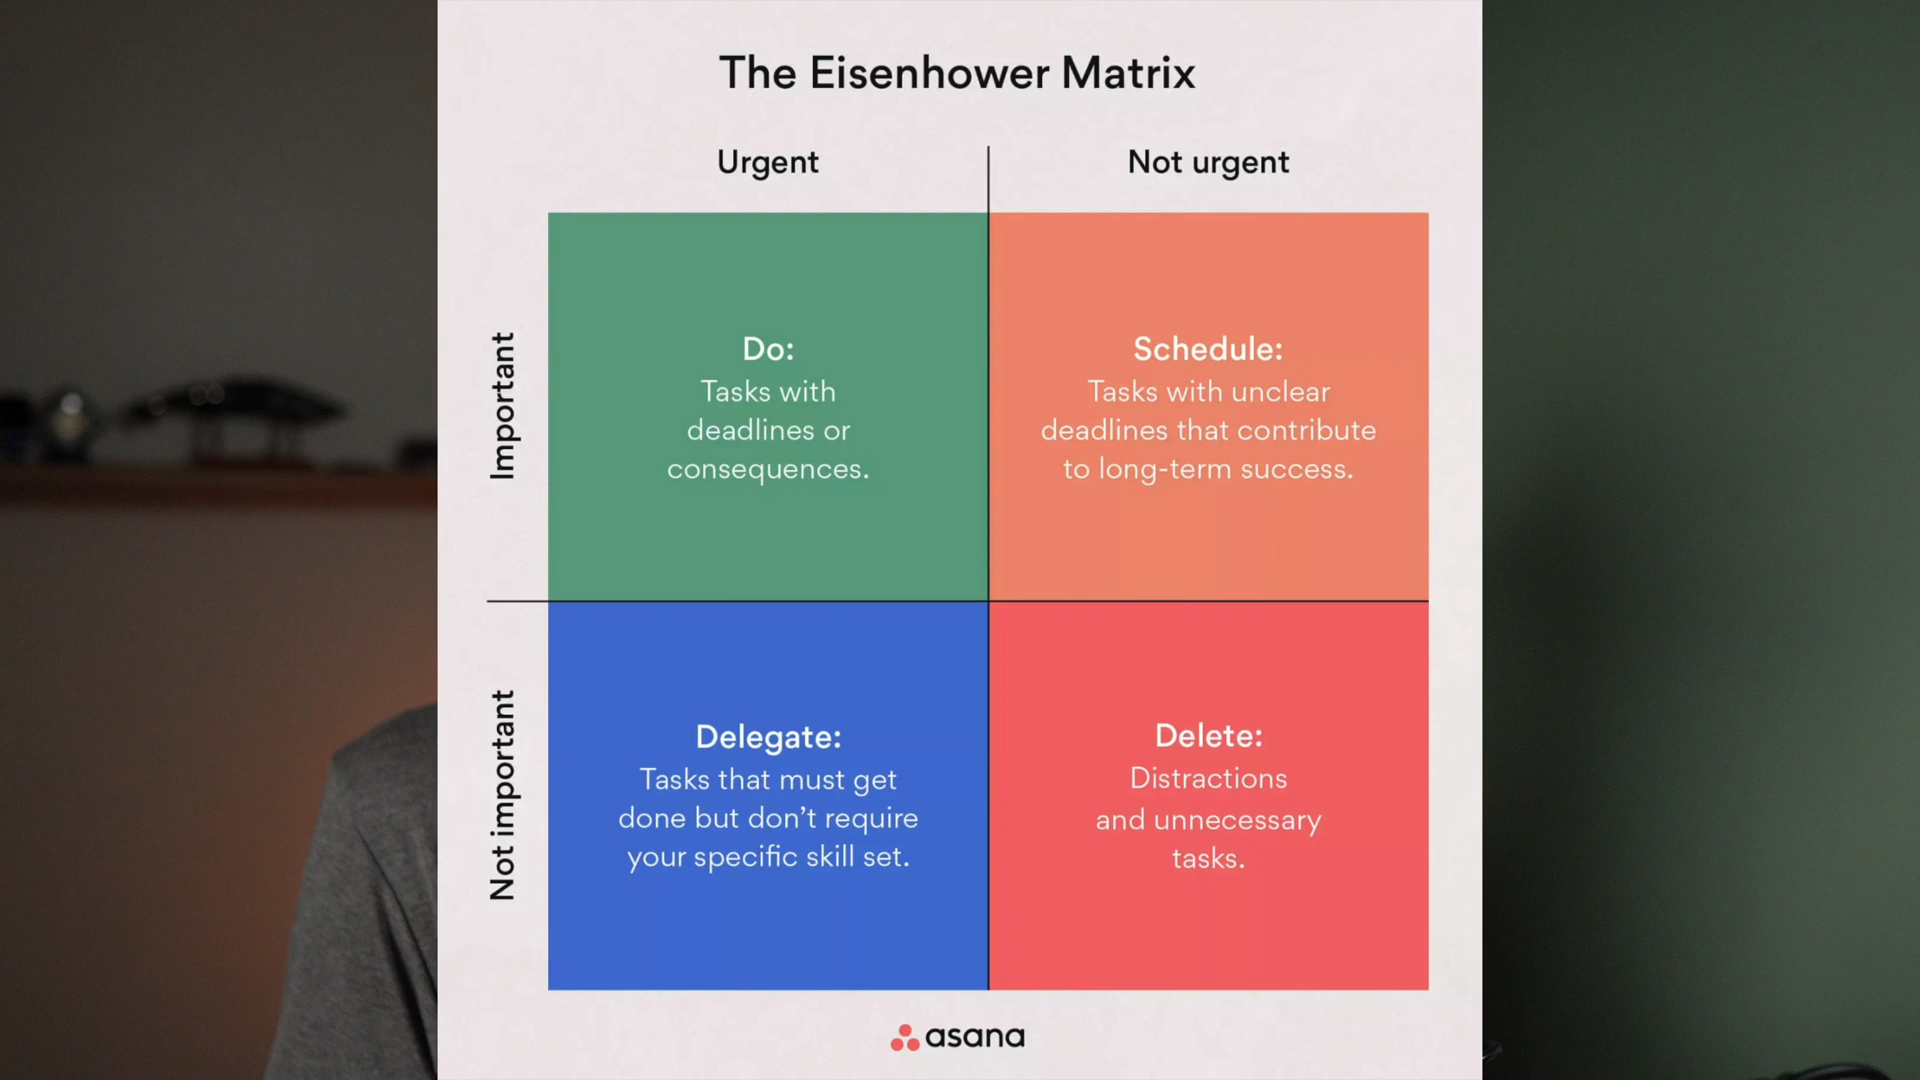 The Eisenhower Matrix
Urgent
Not urgent
Important
Do:
Tasks with
deadlines or
consequences.
Schedule:
Tasks with unclear
deadlines that contribute
to long-term success.
Not important
Delegate:
Tasks that must get
done but don’t require
your specific skill set.
Delete:
Distractions
and unnecessary
tasks.
asana